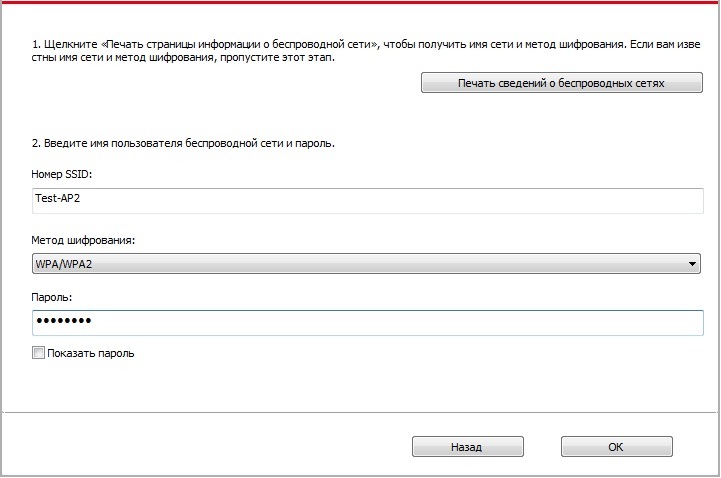 1. Щелкните «Печать страницы информации о беспроводной сети», чтобы получить имя сети и метод шифрования. Если вам изве
стны имя сети и метод шифрования, пропустите этот этап.
Печать сведений о беспроводных сетях
2. Введите имя пользователя беспроводной сети и пароль.
Номер SSID:
Test-AP2
Метод шифрования:
WPA/WPA2
Пароль:
••••••••
Показать пароль
Назад
OK